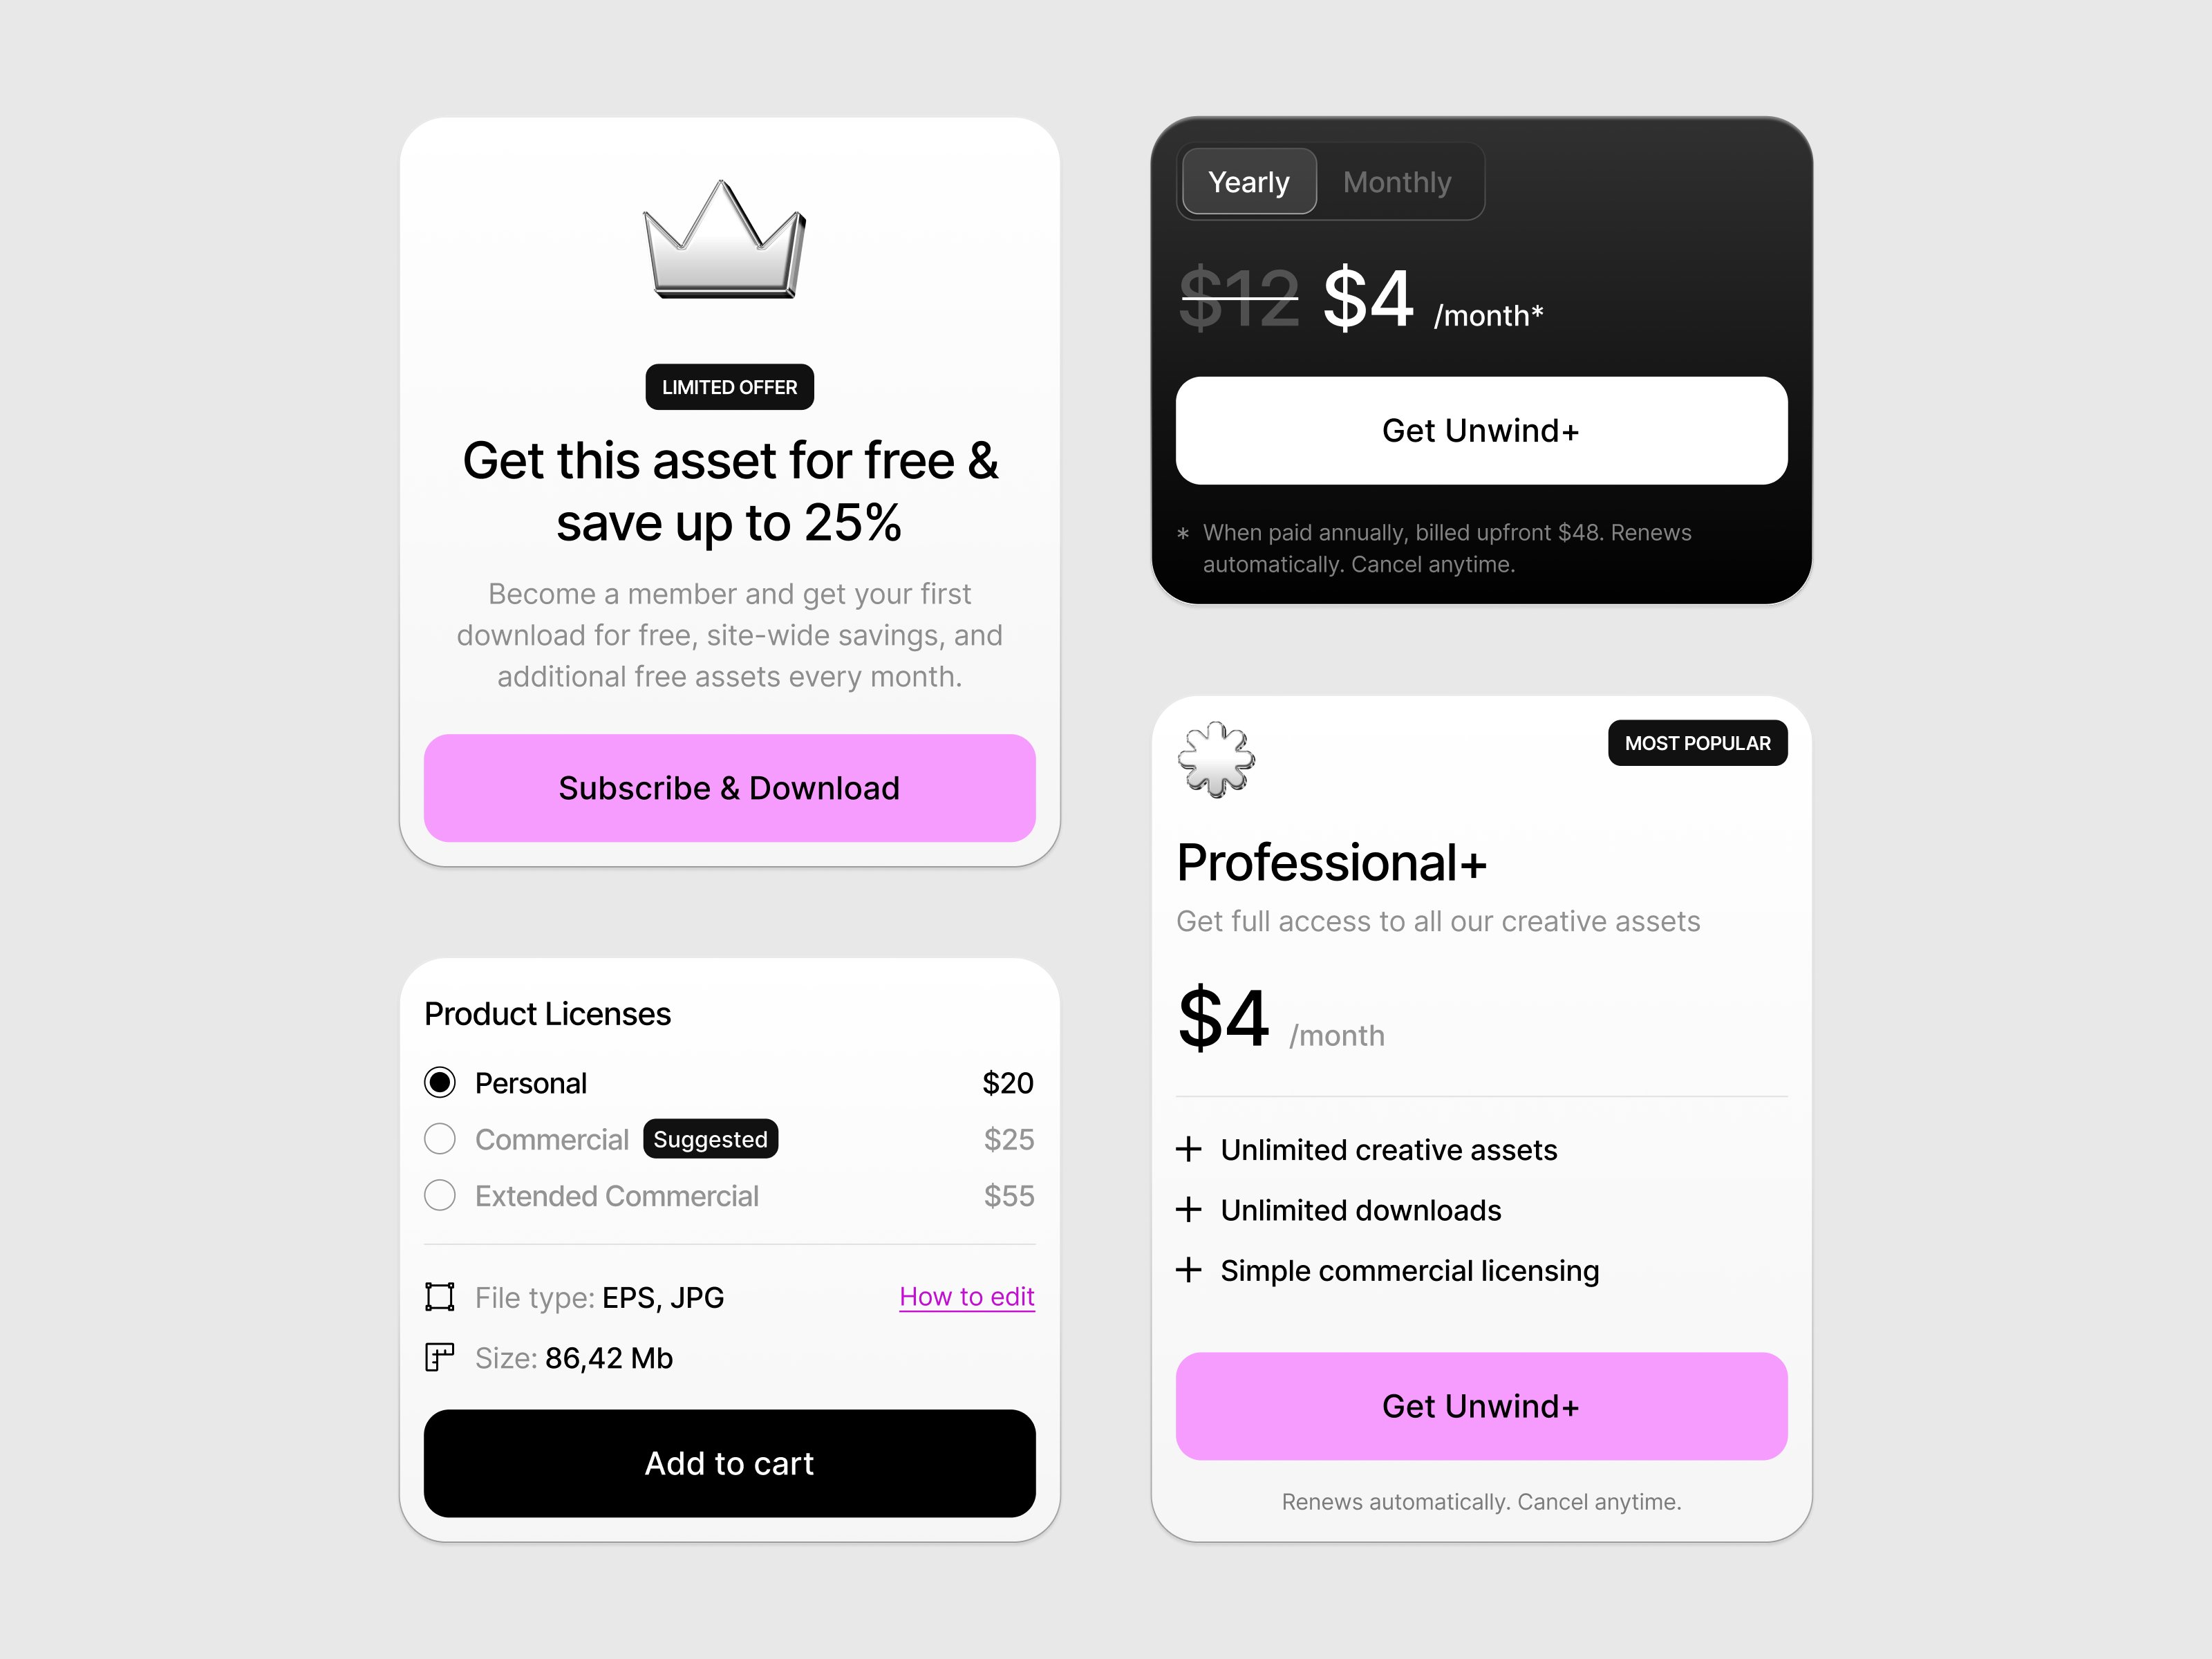 LIMITED OFFER
Get this asset for free &
save up to 25%
Become a member and get your first
download for free, site-wide savings, and
additional free assets every month.
Subscribe & Download
Product Licenses
Personal $20
Commercial Suggested $25
Extended Commercial $55
File type: EPS, JPG How to edit
Size: 86,42 Mb
Add to cart
Yearly Monthly
$12 $4 /month*
Get Unwind+
* When paid annually, billed upfront $48. Renews
automatically. Cancel anytime.
MOST POPULAR
Professional+
Get full access to all our creative assets
$4 /month
Unlimited creative assets
Unlimited downloads
Simple commercial licensing
Get Unwind+
Renews automatically. Cancel anytime.